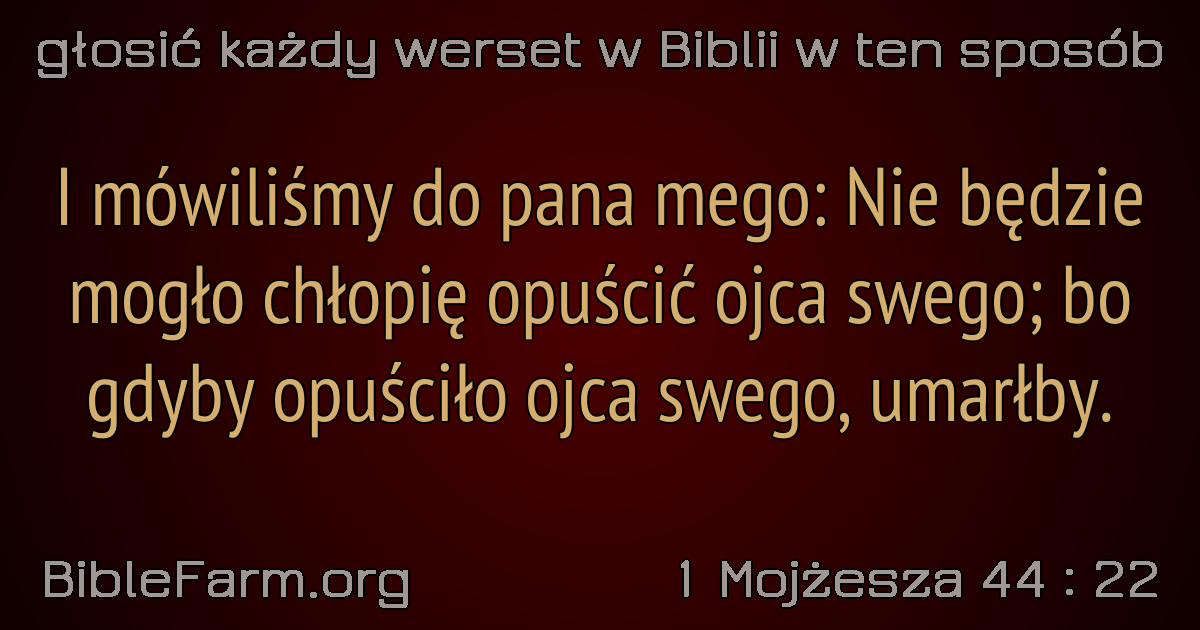 głosić każdy werset w Biblii w ten sposób
I mówiliśmy do pana mego: Nie będzie
mogło chłopię opuścić ojca swego; bo
gdyby opuściło ojca swego, umarłby.
BibleFarm.org
1 Mojżesza 44 : 22